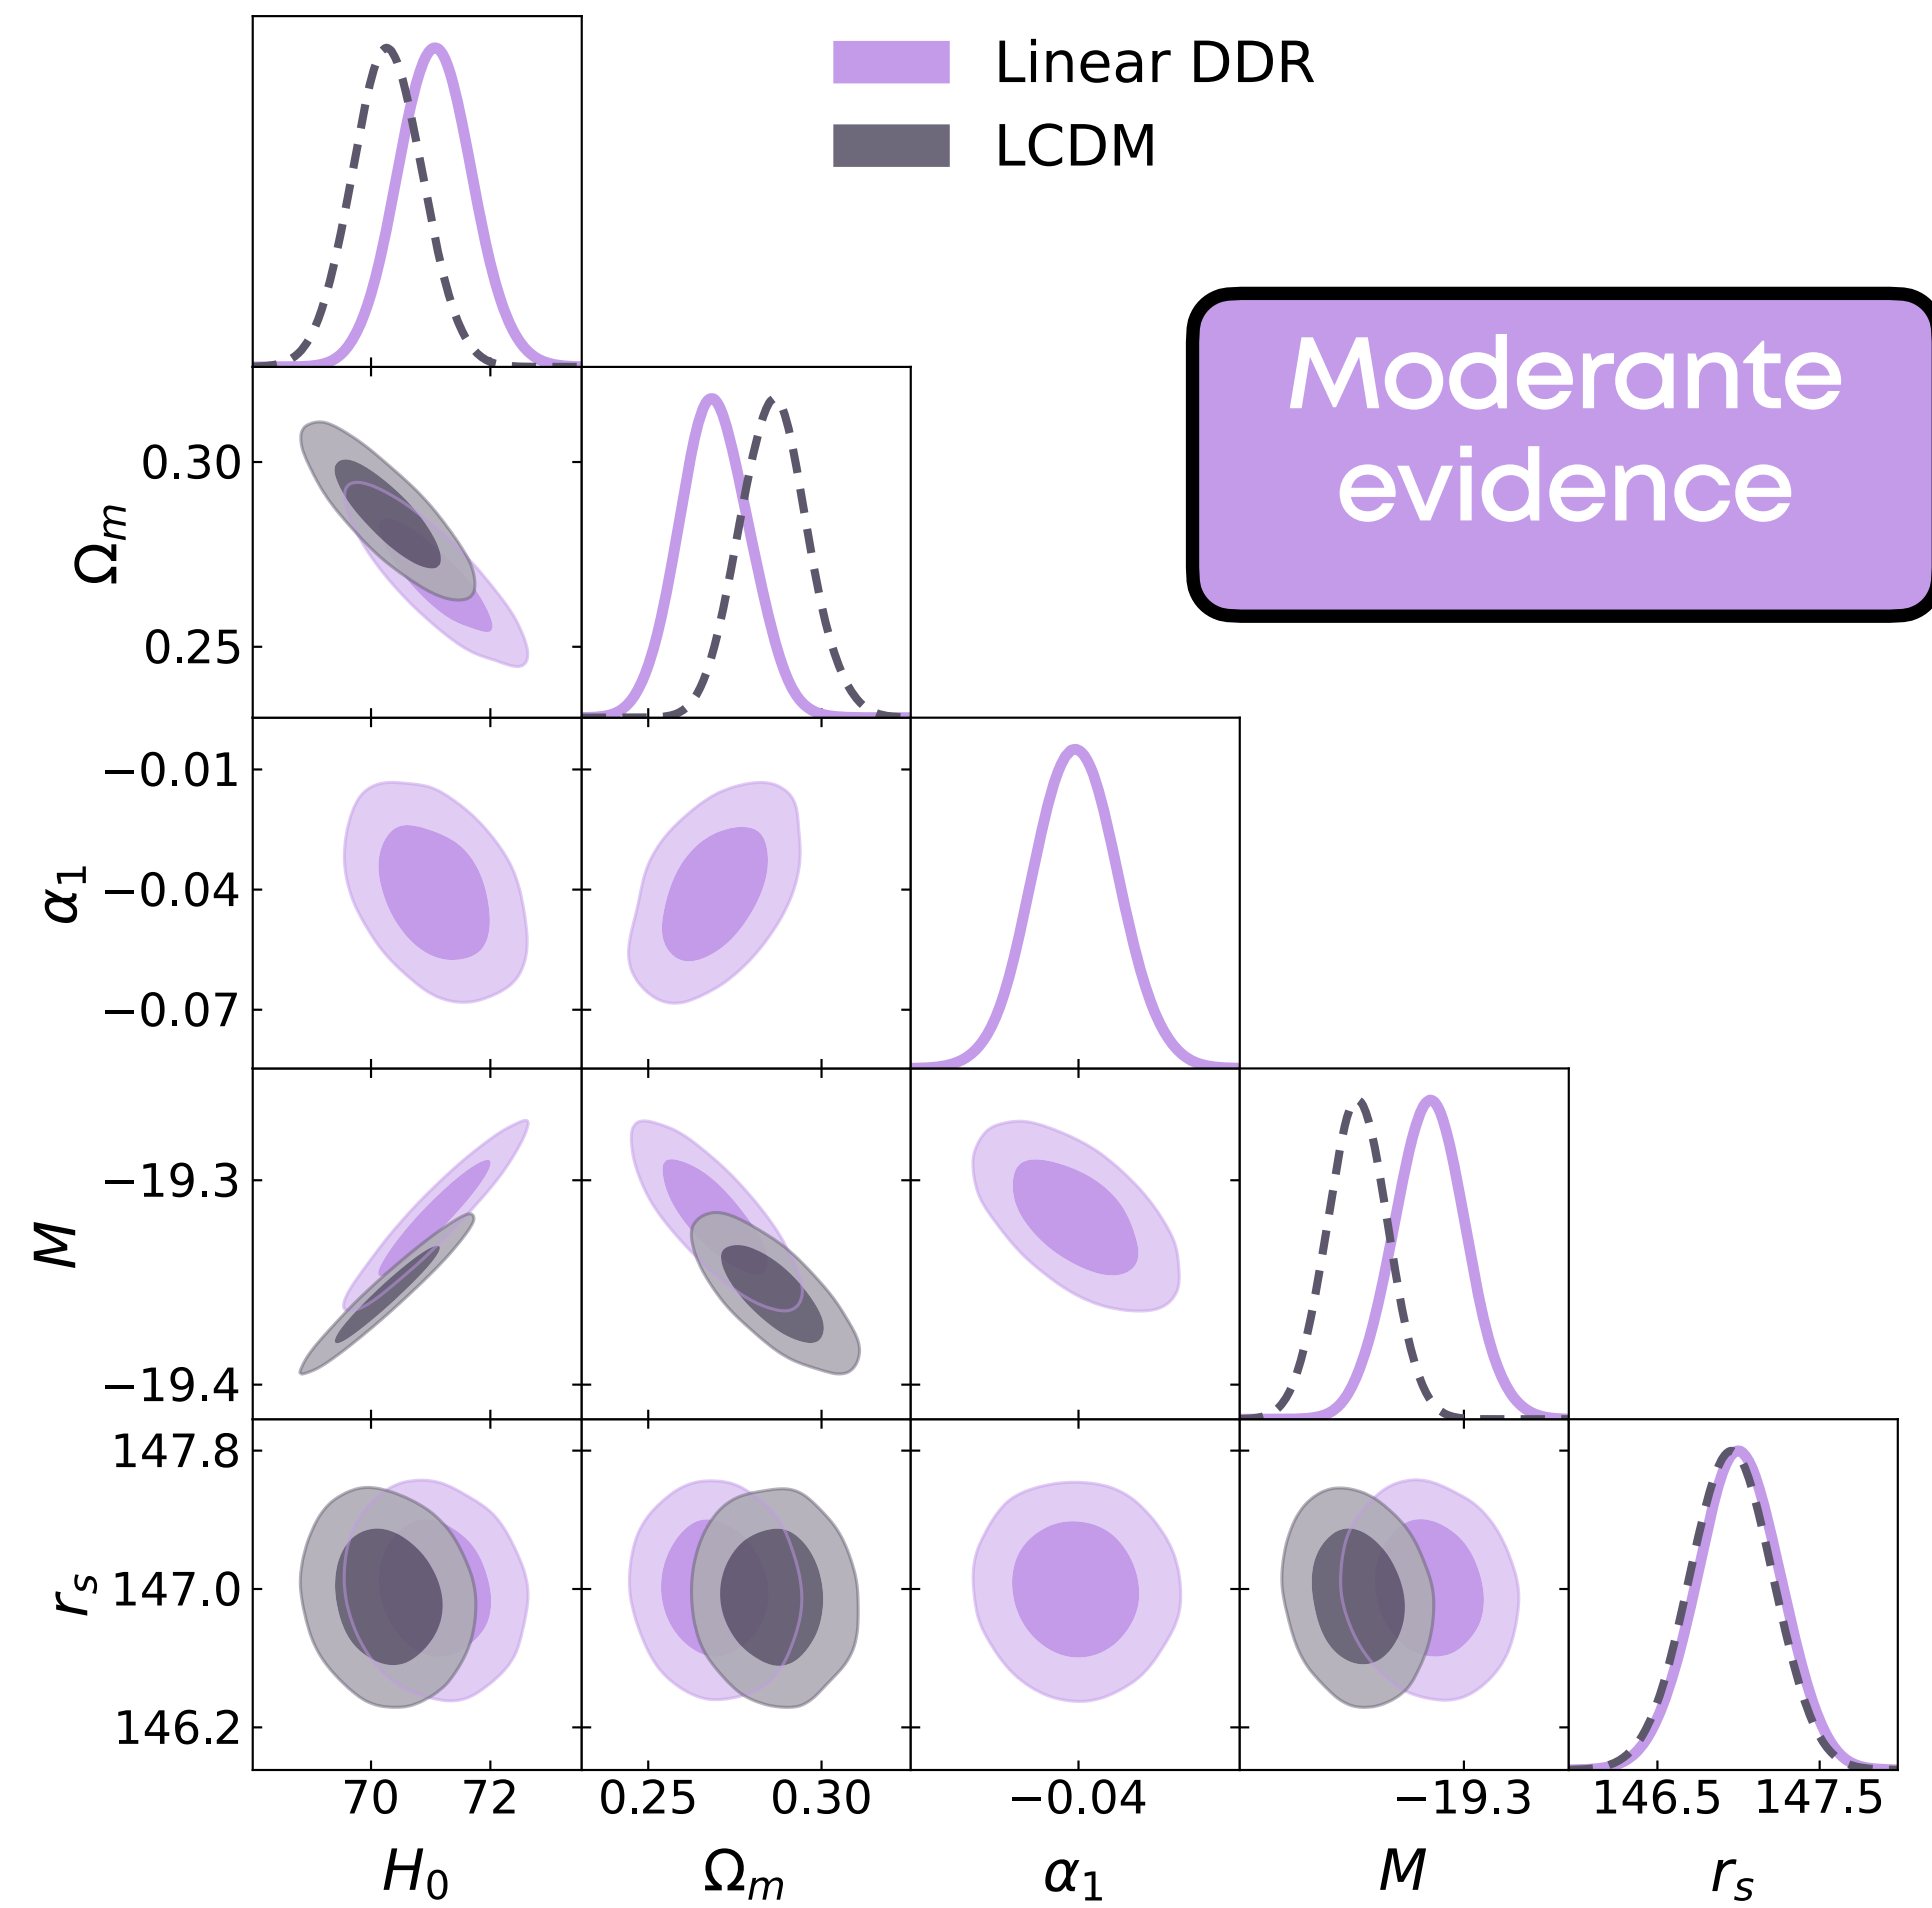 Linear DDR
LCDM
Moderante
evidence
0.30
0.25
Ωₘ
−0.01
−0.04
−0.07
α₁
−19.3
−19.4
M
147.8
147.0
146.2
rₛ
70 72 0.25 0.30 −0.04 −19.3 146.5 147.5
H₀ Ωₘ α₁ M rₛ